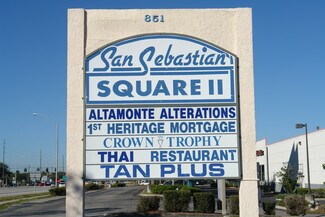 851
San Sebastian
SQUARE II
ALTAMONTE ALTERATIONS
1ST HERITAGE MORTGAGE
CROWN TROPHY
THAI RESTAURANT
TAN PLUS